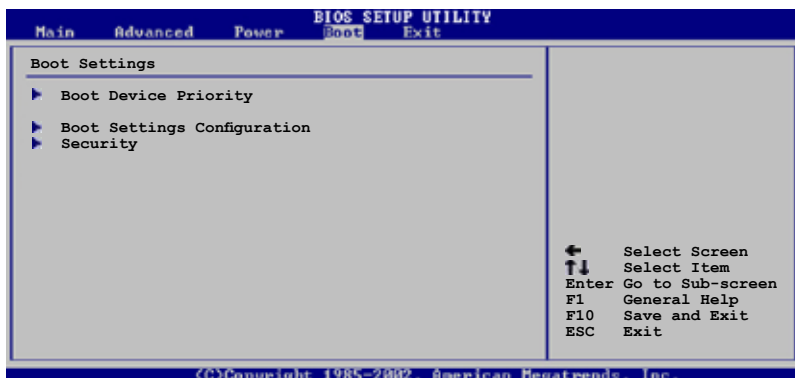 BIOS SETUP UTILITY
Main Advanced Power Boot Exit
Boot Settings
Boot Device Priority
Boot Settings Configuration
Security
Select Screen
Select Item
Enter Go to Sub-screen
F1 General Help
F10 Save and Exit
ESC Exit
(C)Copyright 1985-2002, American Megatrends, Inc.